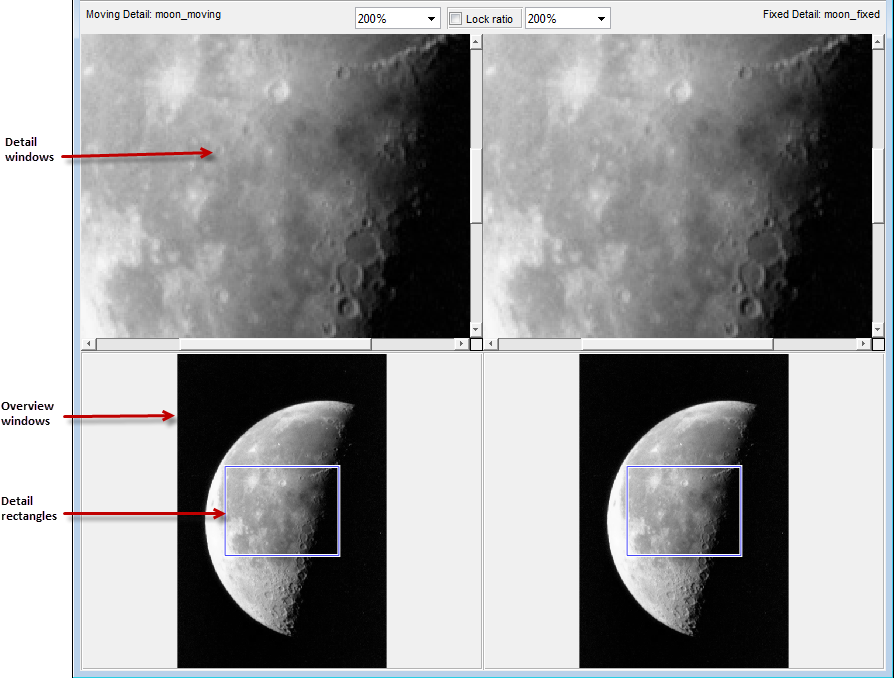 Moving Detail: moon_moving
200%
Lock ratio
200%
Fixed Detail: moon_fixed
Detail
windows
Overview
windows
Detail
rectangles